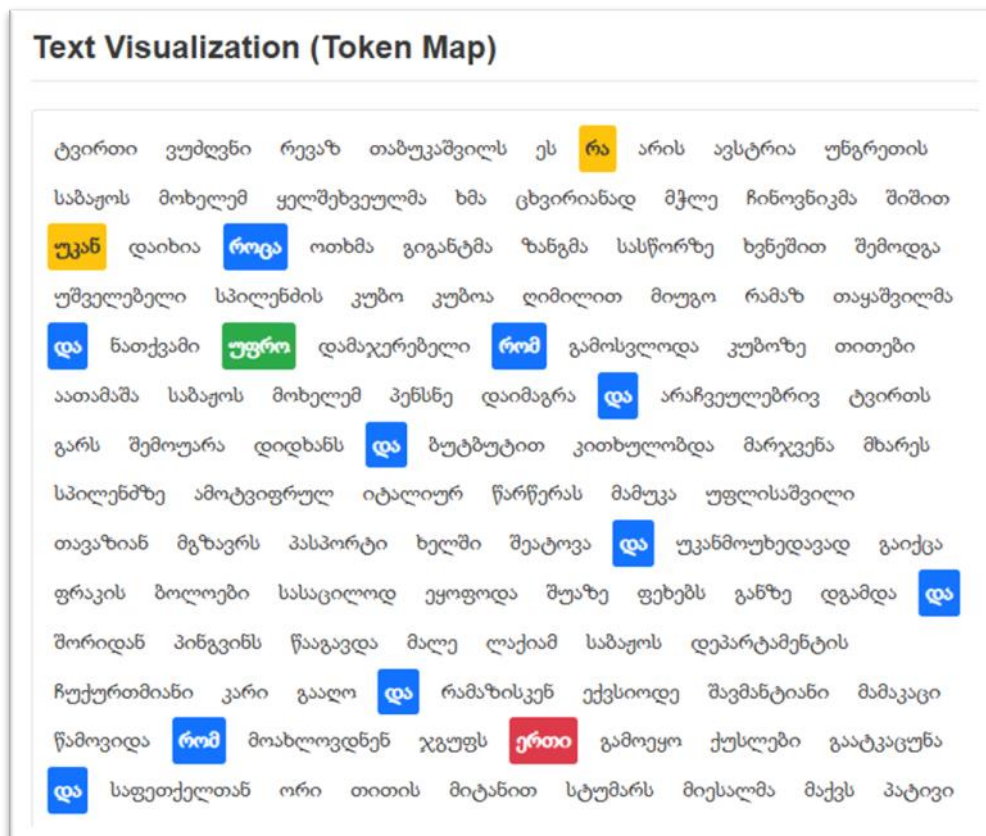 Text Visualization (Token Map)
ტვირთი ვუძღვნი რევაზ თაბუკაშვილს ეს რა არის ავსტრია უნგრეთის
საბაჟოს მოხელემ ყელშეხვეულმა ხმა ცხვირიანად მჭლე ჩინოვნიკმა შიშით
უკან დაიხია როცა ოთხმა გიგანტმა ზანგმა სასწორზე ხვნეშით შემოდგა
უშველებელი სპილენძის კუბო კუბოა ღიმილით მიუგო რამაზ თაყაშვილმა
და ნათქვამი უფრო დამაჯერებელი რომ გამოსვლოდა კუბოზე თითები
აათამაშა საბაჟოს მოხელემ პენსნე დაიმაგრა და არაჩვეულებრივ ტვირთს
გარს შემოუარა დიდხანს და ბუტბუტით კითხულობდა მარჯვენა მხარეს
სპილენძზე ამოტვიფრულ იტალიურ წარწერას მამუკა უფლისაშვილი
თავაზიან მგზავრს პასპორტი ხელში შეატოვა და უკანმოუხედავად გაიქცა
ფრაკის ბოლოები სასაცილოდ ეყოფოდა შუაზე ფეხებს განზე დგამდა და
შორიდან პინგვინს წააგავდა მალე ლაქიამ საბაჟოს დეპარტამენტის
ჩუქურთმიანი კარი გააღო და რამაზისკენ ექვსიოდე შავმანტიანი მამაკაცი
წამოვიდა რომ მოახლოვდნენ ჯგუფს ერთი გამოეყო ქუსლები გაატკაცუნა
და საფეთქელთან ორი თითის მიტანით სტუმარს მიესალმა მაქვს პატივი